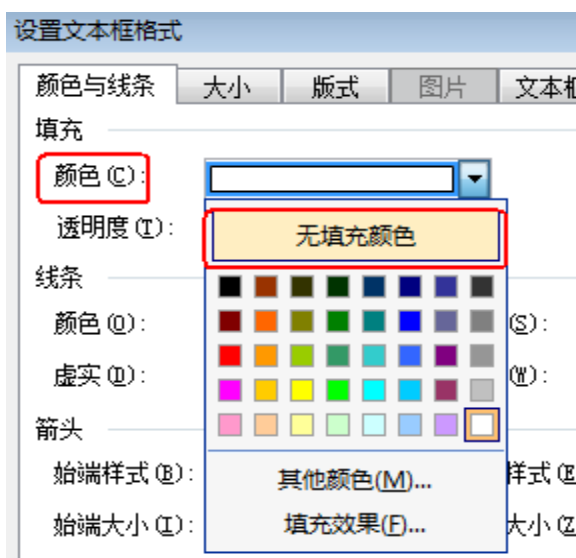 设置文本框格式
颜色与线条 大小 版式 图片 文本框
填充
颜色(C):
透明度(T): 无填充颜色
线条
颜色(O): (S):
虚实(D): (W):
箭头
始端样式(B): 其他颜色(M)... 样式(E
始端大小(I): 填充效果(F)... 大小(Z